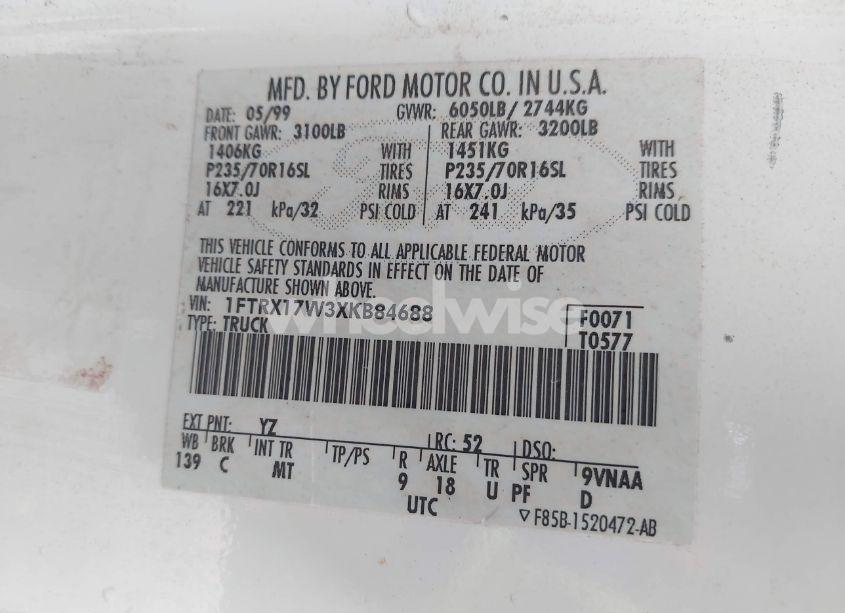 MFD. BY FORD MOTOR CO. IN U.S.A.
DATE: 05/99 GVWR: 6050LB/ 2744KG
FRONT GAWR: 3100LB REAR GAWR: 3200LB
1406KG WITH 1451KG WITH
P235/70R16SL TIRES P235/70R16SL TIRES
16X7.0J RIMS 16X7.0J RIMS
AT 221 kPa/32 PSI COLD AT 241 kPa/35 PSI COLD
THIS VEHICLE CONFORMS TO ALL APPLICABLE FEDERAL MOTOR
VEHICLE SAFETY STANDARDS IN EFFECT ON THE DATE OF
MANUFACTURE SHOWN ABOVE.
VIN: 1FTRX17W3XKB84688 F0071
TYPE: TRUCK T0577
wheelwise
EXT PNT: YZ RC: 52 DSO:
WB BRK INT TR TP/PS R AXLE TR SPR 9VNAA
139 C MT 9 18 U PF D
UTC
F85B-1520472-AB